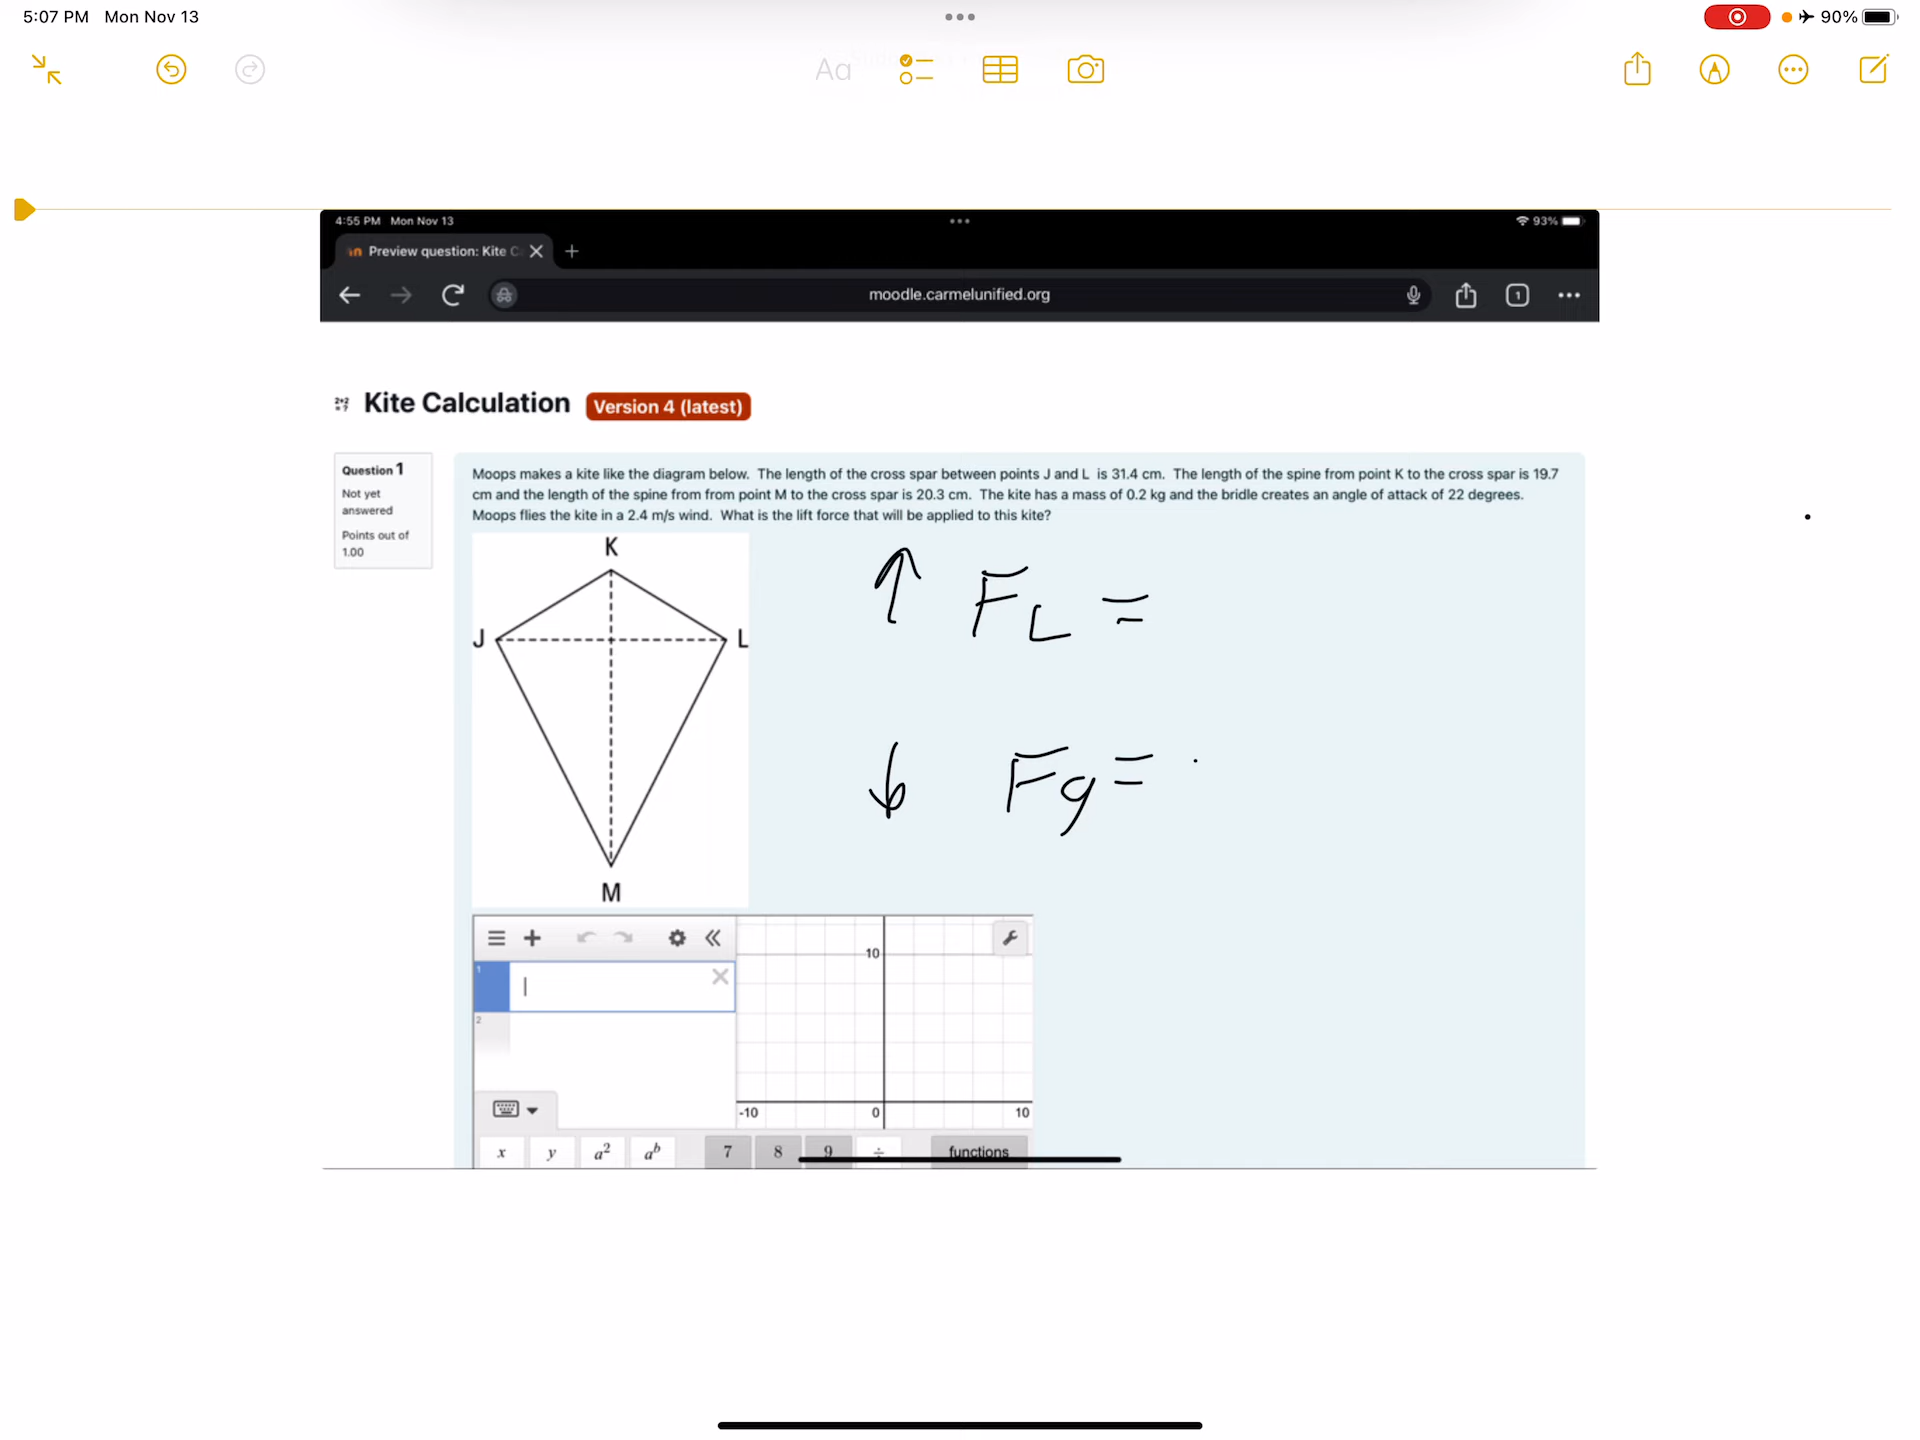 5:07 PM Mon Nov 13
90%
Aa
4:55 PM Mon Nov 13
93%
Preview question: Kite C
moodle.carmelunified.org
1
Kite Calculation Version 4 (latest)
Question 1
Not yet
answered
Points out of
1.00
Moops makes a kite like the diagram below. The length of the cross spar between points J and L is 31.4 cm. The length of the spine from point K to the cross spar is 19.7
cm and the length of the spine from from point M to the cross spar is 20.3 cm. The kite has a mass of 0.2 kg and the bridle creates an angle of attack of 22 degrees.
Moops flies the kite in a 2.4 m/s wind. What is the lift force that will be applied to this kite?
K
J
L
M
↑ FL =
↓ Fg =
1
2
10
-10 0 10
x y a² aᵇ 7 8 9 ÷ functions